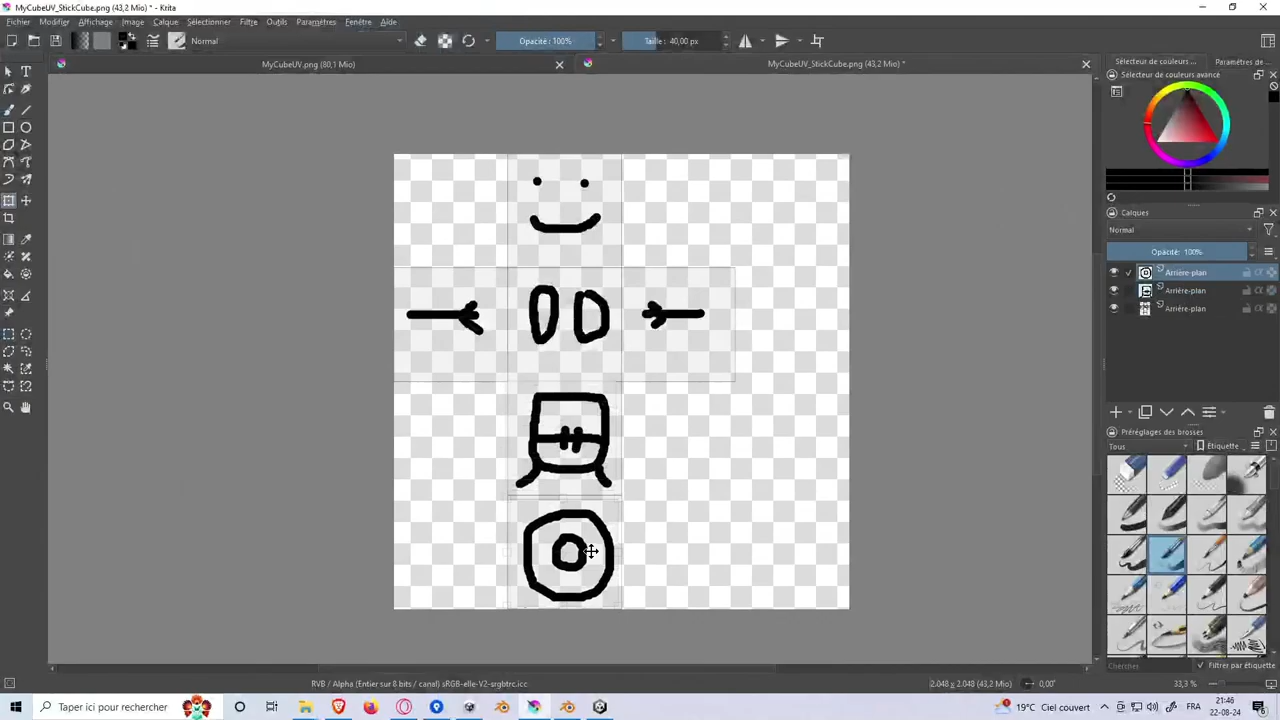 MyCubeUV_StickCube.png (43,2 Mio) * - Krita
Fichier Modifier Affichage Image Calque Sélectionner Filtre Outils Paramètres Fenêtre Aide
Normal Opacité : 100% Taille : 40,00 px
MyCubeUV.png (80,1 Mio) MyCubeUV_StickCube.png (43,2 Mio) *
Sélecteur de couleurs ... Paramètres de...
Sélecteur de couleurs avancé
Calques
Normal
Opacité: 100%
Arrière-plan
Arrière-plan
Arrière-plan
Préréglages des brosses
Tous Étiquette
Chercher Filtrer par étiquette
RVB / Alpha (Entier sur 8 bits / canal) sRGB-elle-V2-srgbtrc.icc 2.048 x 2.048 (43,2 Mio) 0,00° 33,3 %
Taper ici pour rechercher 19°C Ciel couvert FRA 21:46
22-08-24 6